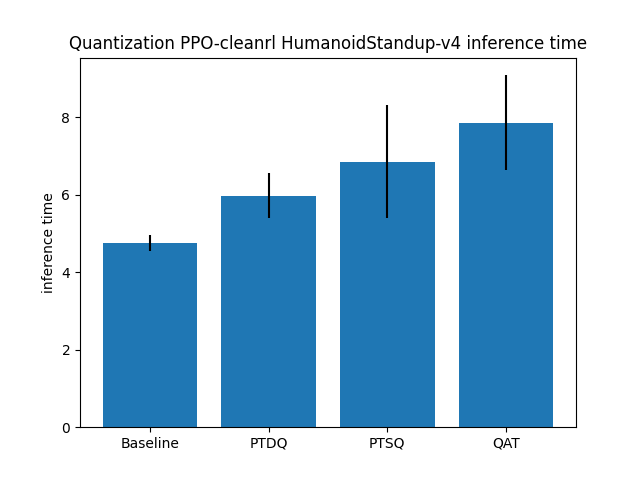 Quantization PPO-cleanrl HumanoidStandup-v4 inference time
inference time
8
6
4
2
0
Baseline
PTDQ
PTSQ
QAT